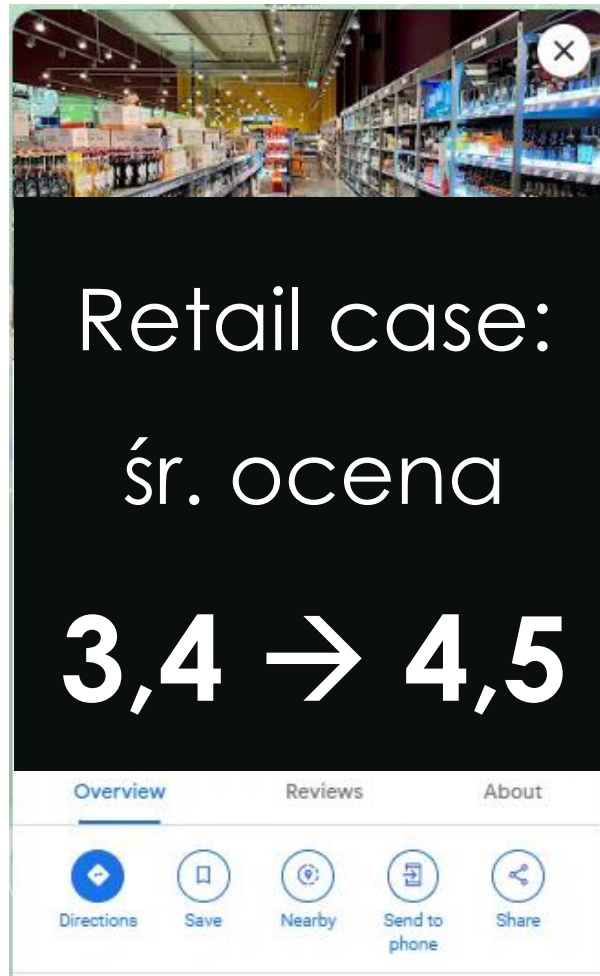 Retail case:
śr. ocena
3,4 → 4,5
Overview Reviews About
Directions Save Nearby Send to phone Share